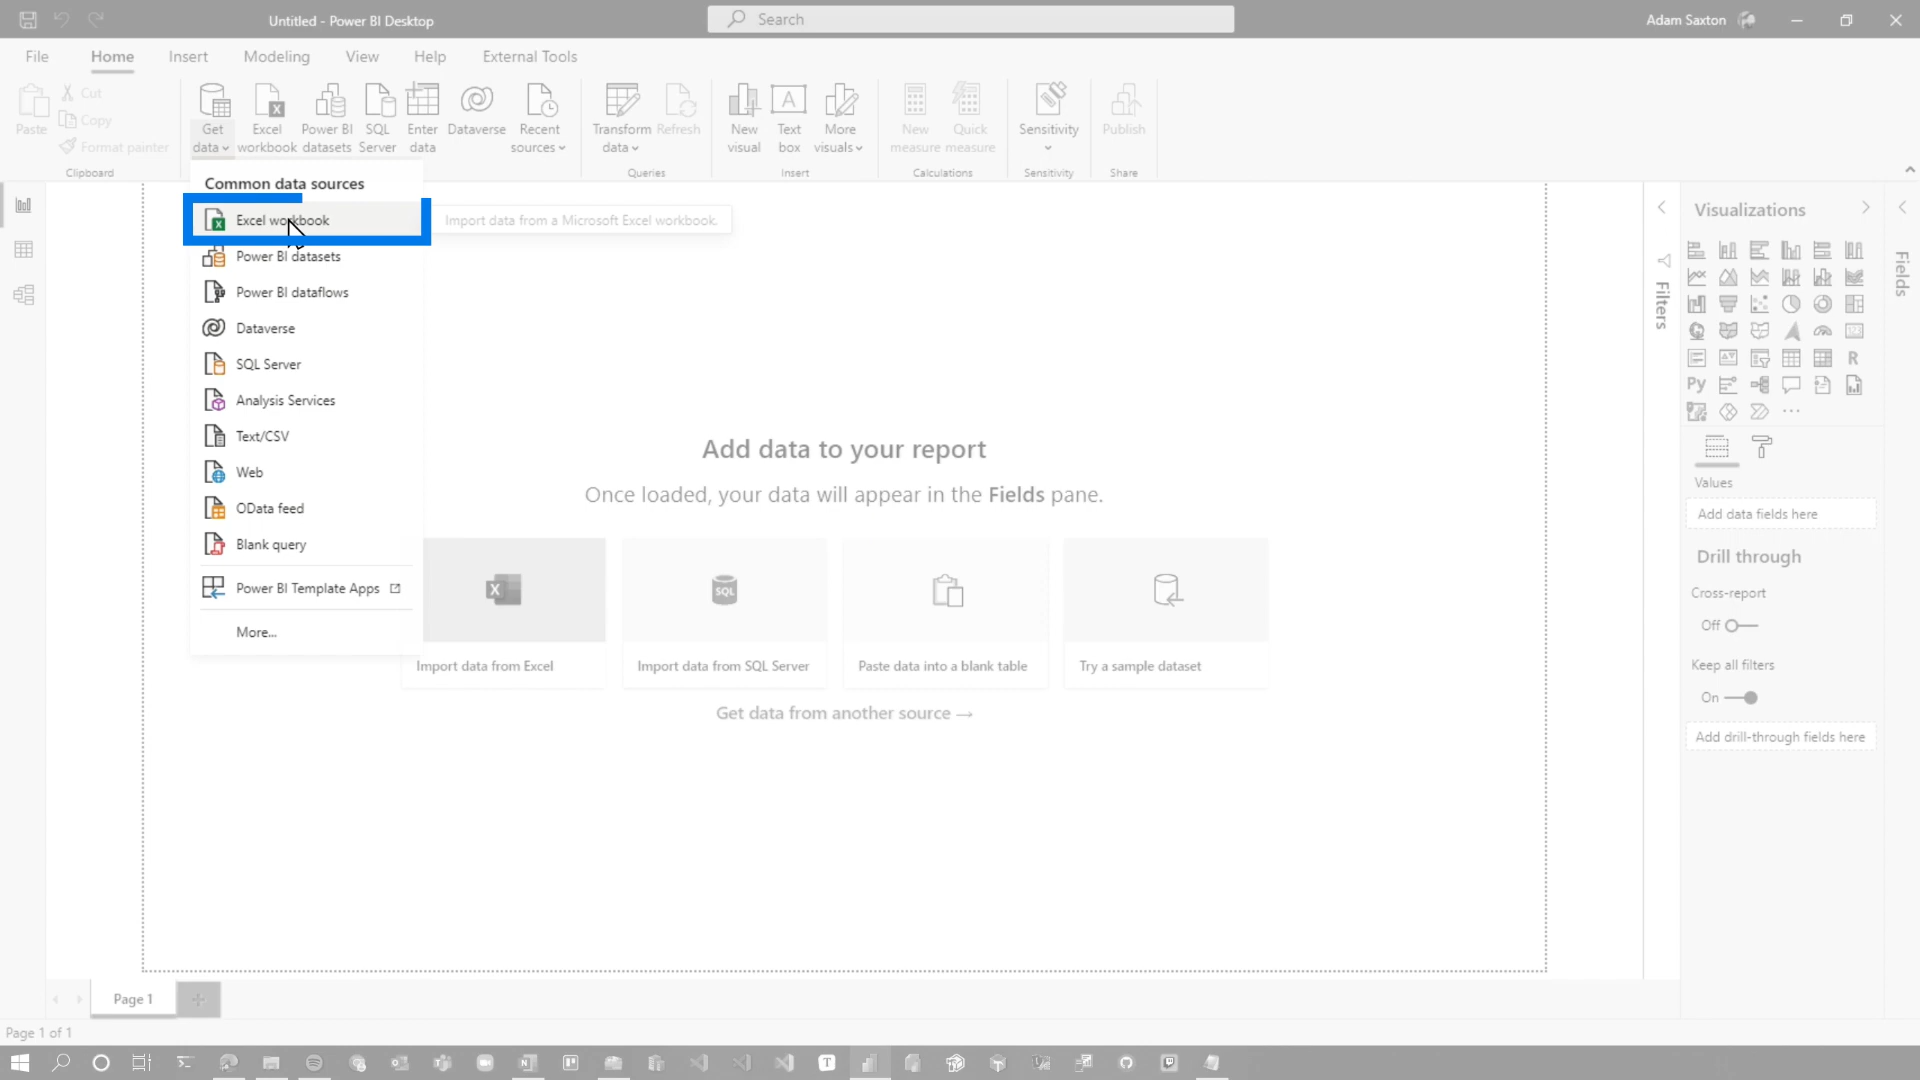 Untitled - Power BI Desktop
Search
Adam Saxton
File
Home
Insert
Modeling
View
Help
External Tools
Paste
Cut
Copy
Format painter
Clipboard
Get data
Excel workbook
Power BI datasets
SQL Server
Enter data
Dataverse
Recent sources
Transform data
Refresh
Queries
New visual
Text box
More visuals
Insert
New measure
Quick measure
Calculations
Sensitivity
Sensitivity
Publish
Share
Common data sources
Excel workbook
Import data from a Microsoft Excel workbook.
Power BI datasets
Power BI dataflows
Dataverse
SQL Server
Analysis Services
Text/CSV
Web
OData feed
Blank query
Power BI Template Apps
More...
Add data to your report
Once loaded, your data will appear in the Fields pane.
SQL
Import data from Excel
Import data from SQL Server
Paste data into a blank table
Try a sample dataset
Get data from another source →
Filters
Visualizations
Fields
R
Py
Values
Add data fields here
Drill through
Cross-report
Off
Keep all filters
On
Add drill-through fields here
Page 1
Page 1 of 1